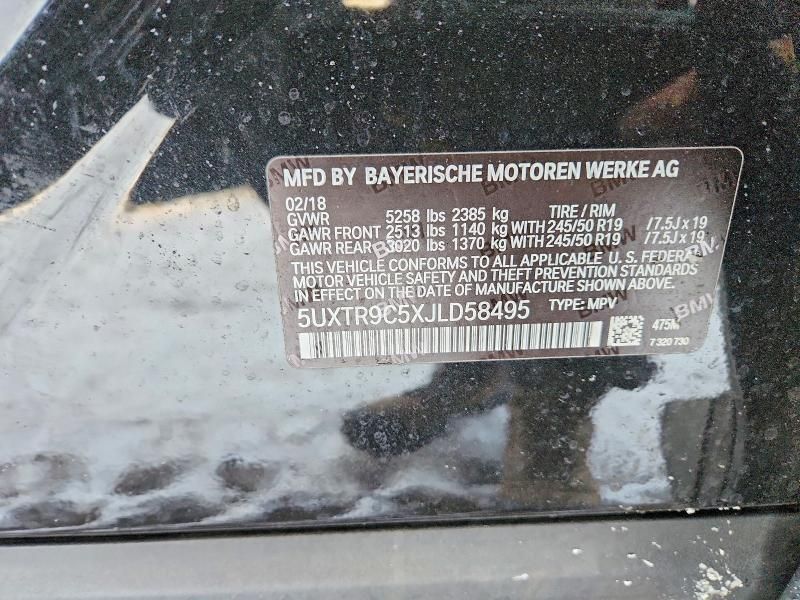 MFD BY BAYERISCHE MOTOREN WERKE AG
02/18 TIRE / RIM
GVWR 5258 lbs 2385 kg
GAWR FRONT 2513 lbs 1140 kg WITH 245/50 R19 /7.5J x 19
GAWR REAR 3020 lbs 1370 kg WITH 245/50 R19 /7.5J x 19
THIS VEHICLE CONFORMS TO ALL APPLICABLE U. S. FEDERAL
MOTOR VEHICLE SAFETY AND THEFT PREVENTION STANDARDS
IN EFFECT ON THE DATE OF MANUFACTURE SHOWN ABOVE.
5UXTR9C5XJLD58495 TYPE: MPV
475M
7 320 730